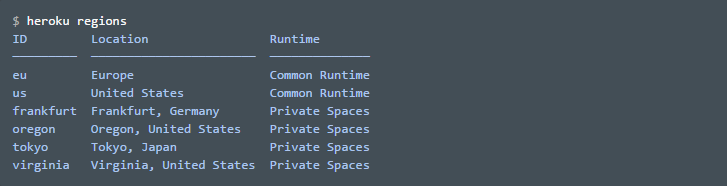 $ heroku regions
ID         Location                 Runtime
─────────  ───────────────────────  ──────────────
eu         Europe                   Common Runtime
us         United States            Common Runtime
frankfurt  Frankfurt, Germany       Private Spaces
oregon     Oregon, United States    Private Spaces
tokyo      Tokyo, Japan             Private Spaces
virginia   Virginia, United States  Private Spaces